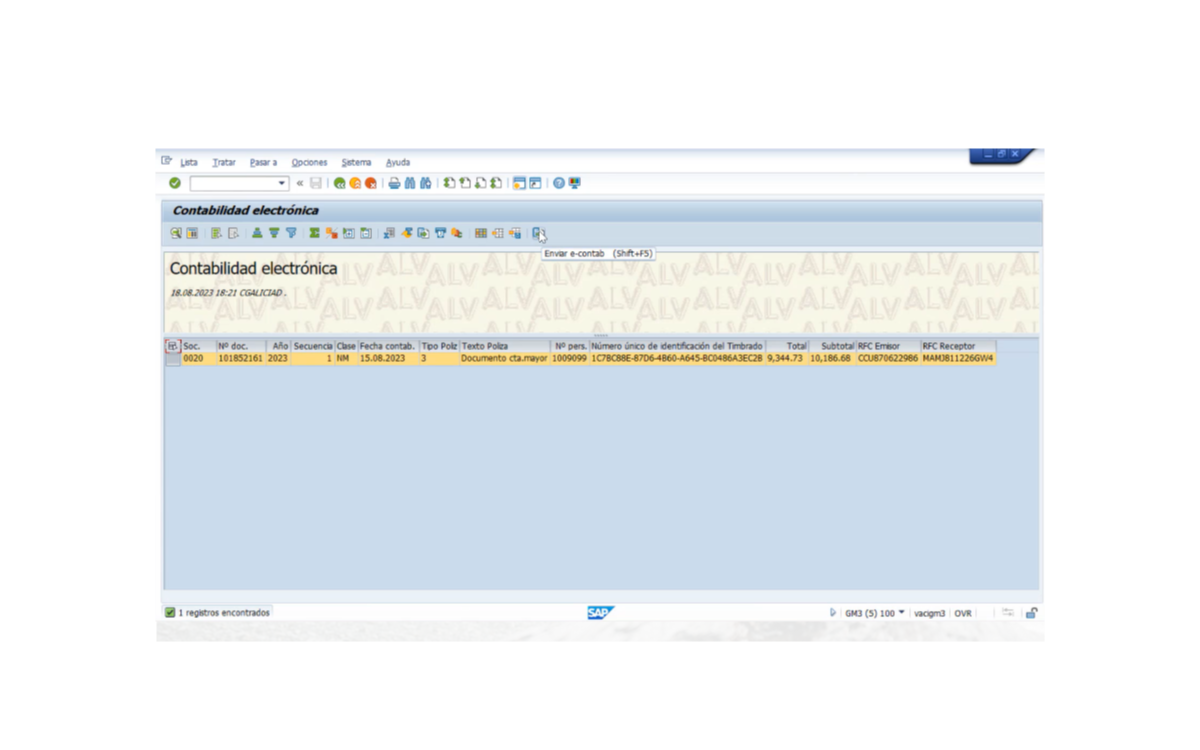 Lista Tratar Pasar a Opciones Sistema Ayuda
Contabilidad electrónica
Enviar e-contab (Shift+F5)
Contabilidad electrónica
18.08.2023 18:21 CGALICIAD .
Soc. Nº doc. Año Secuencia Clase Fecha contab. Tipo Poliz Texto Poliza Nº pers. Número único de identificación del Timbrado Total Subtotal RFC Emisor RFC Receptor
0020 101852161 2023 1 NM 15.08.2023 3 Documento cta.mayor 1009099 1C7BC88E-87D6-4B60-A645-BC0486A3EC2B 9,344.73 10,186.68 CCU870622986 MAMJ811226GW4
1 registros encontrados SAP GM3 (5) 100 vacigm3 OVR